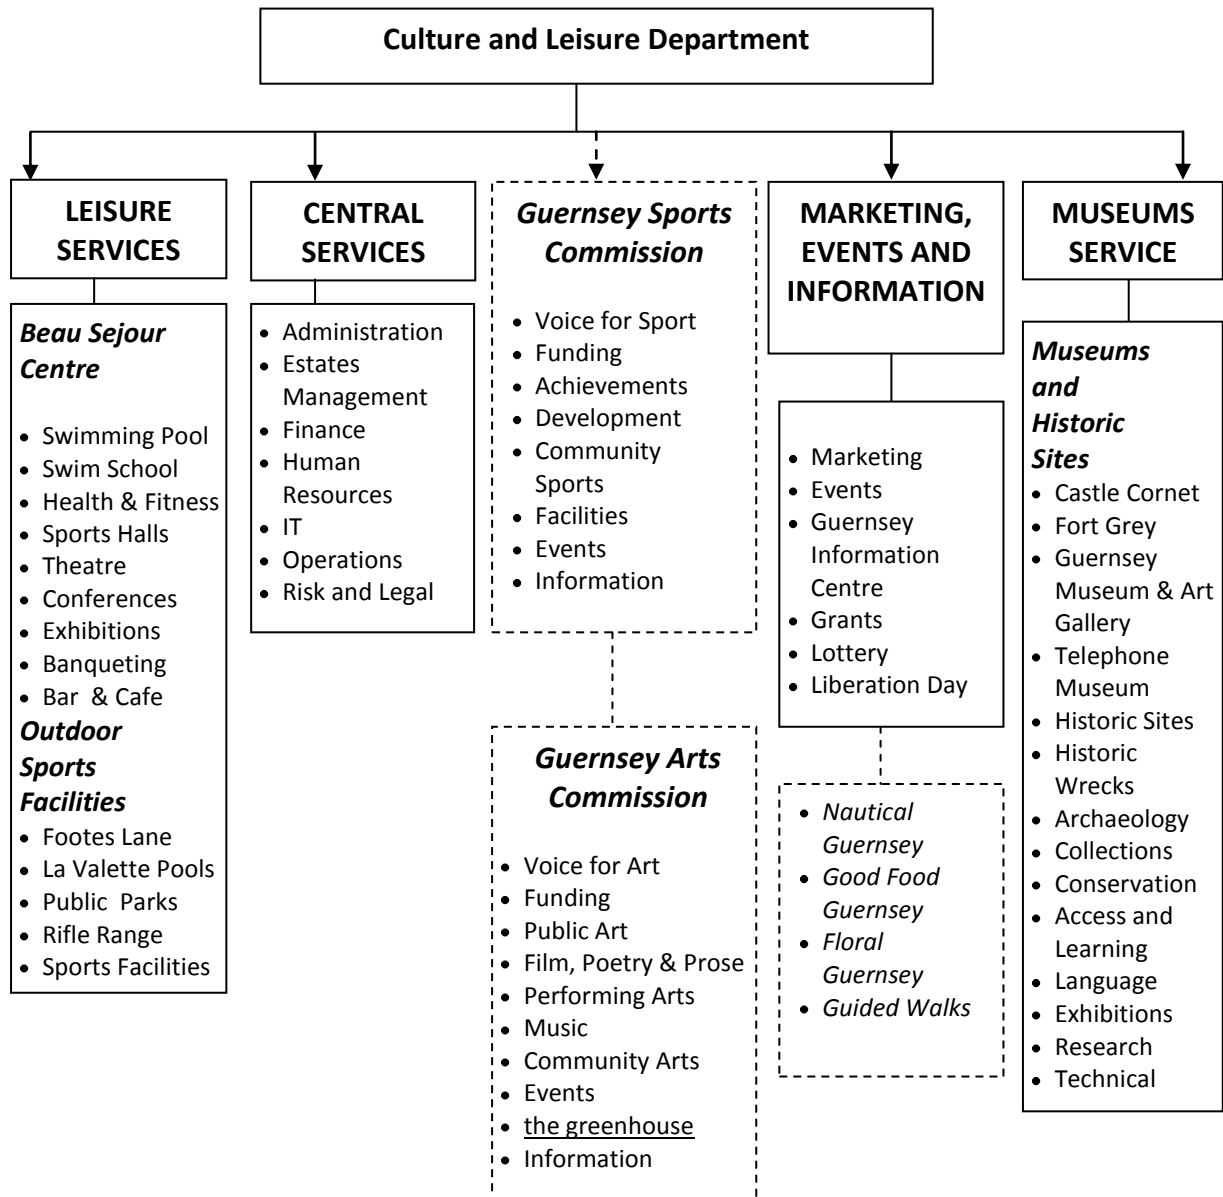 Culture and Leisure Department
LEISURE
SERVICES
Beau Sejour
Centre
• Swimming Pool
• Swim School
• Health & Fitness
• Sports Halls
• Theatre
• Conferences
• Exhibitions
• Banqueting
• Bar & Cafe
Outdoor
Sports
Facilities
• Footes Lane
• La Valette Pools
• Public Parks
• Rifle Range
• Sports Facilities
CENTRAL
SERVICES
• Administration
• Estates
Management
• Finance
• Human
Resources
• IT
• Operations
• Risk and Legal
Guernsey Sports
Commission
• Voice for Sport
• Funding
• Achievements
• Development
• Community
Sports
• Facilities
• Events
• Information
Guernsey Arts
Commission
• Voice for Art
• Funding
• Public Art
• Film, Poetry & Prose
• Performing Arts
• Music
• Community Arts
• Events
• the greenhouse
• Information
MARKETING,
EVENTS AND
INFORMATION
• Marketing
• Events
• Guernsey
Information
Centre
• Grants
• Lottery
• Liberation Day
• Nautical
Guernsey
• Good Food
Guernsey
• Floral
Guernsey
• Guided Walks
MUSEUMS
SERVICE
Museums
and
Historic
Sites
• Castle Cornet
• Fort Grey
• Guernsey
Museum & Art
Gallery
• Telephone
Museum
• Historic Sites
• Historic
Wrecks
• Archaeology
• Collections
• Conservation
• Access and
Learning
• Language
• Exhibitions
• Research
• Technical